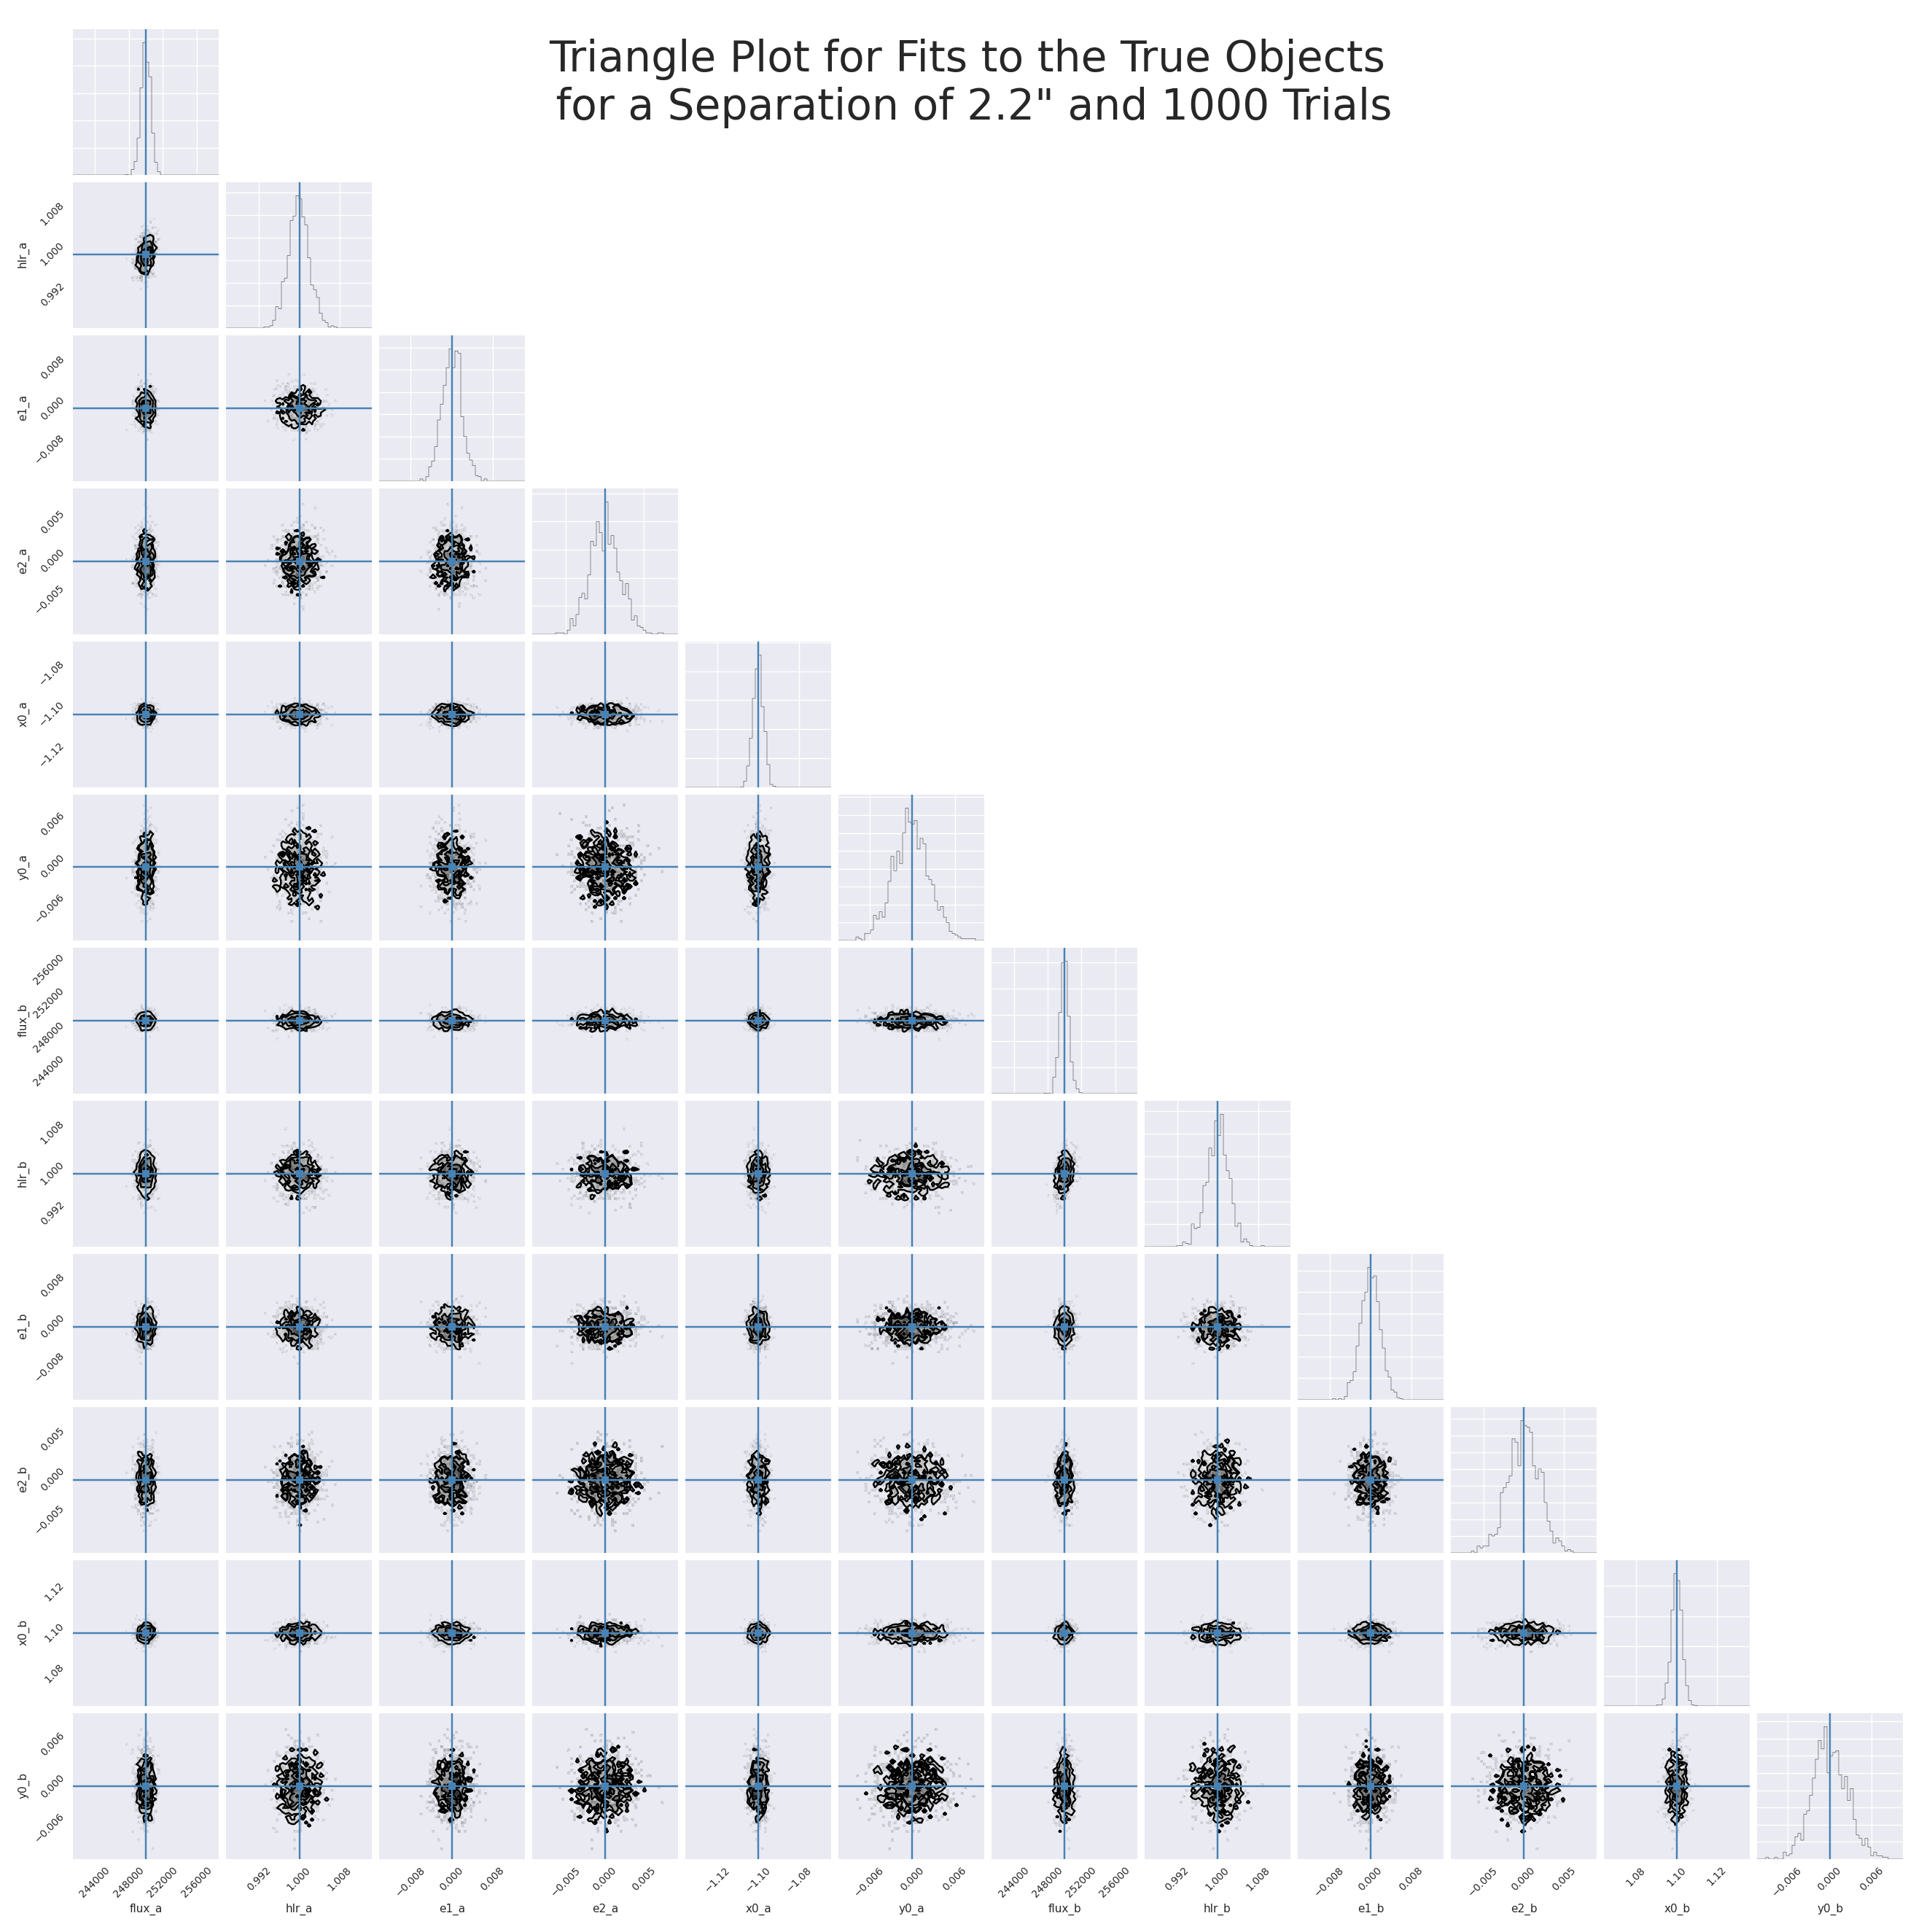 Triangle Plot for Fits to the True Objects
for a Separation of 2.2" and 1000 Trials
hlr_a
1.008
1.000
0.992
e1_a
0.008
0.000
−0.008
e2_a
0.005
0.000
−0.005
x0_a
−1.08
−1.10
−1.12
y0_a
0.006
0.000
−0.006
flux_b
256000
252000
248000
244000
hlr_b
1.008
1.000
0.992
e1_b
0.008
0.000
−0.008
e2_b
0.005
0.000
−0.005
x0_b
1.12
1.10
1.08
y0_b
0.006
0.000
−0.006
244000 248000 252000 256000 0.992 1.000 1.008 −0.008 0.000 0.008 −0.005 0.000 0.005 −1.12 −1.10 −1.08 −0.006 0.000 0.006 244000 248000 252000 256000 0.992 1.000 1.008 −0.008 0.000 0.008 −0.005 0.000 0.005 1.08 1.10 1.12 −0.006 0.000 0.006
flux_a hlr_a e1_a e2_a x0_a y0_a flux_b hlr_b e1_b e2_b x0_b y0_b